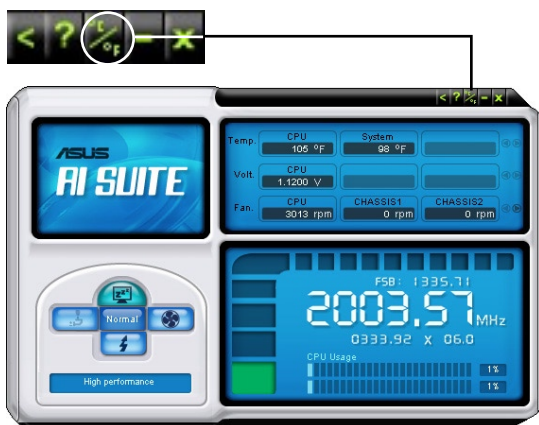 < ? °C/°F - x
< ? °C/°F - x
ASUS
AI SUITE
Temp. CPU System
105 °F 98 °F
Volt. CPU
1.1200 V
Fan. CPU CHASSIS1 CHASSIS2
3013 rpm 0 rpm 0 rpm
zzz
Normal
High performance
FSB: 1335.71
2003.57 MHz
0333.92 x 06.0
CPU Usage
1%
1%